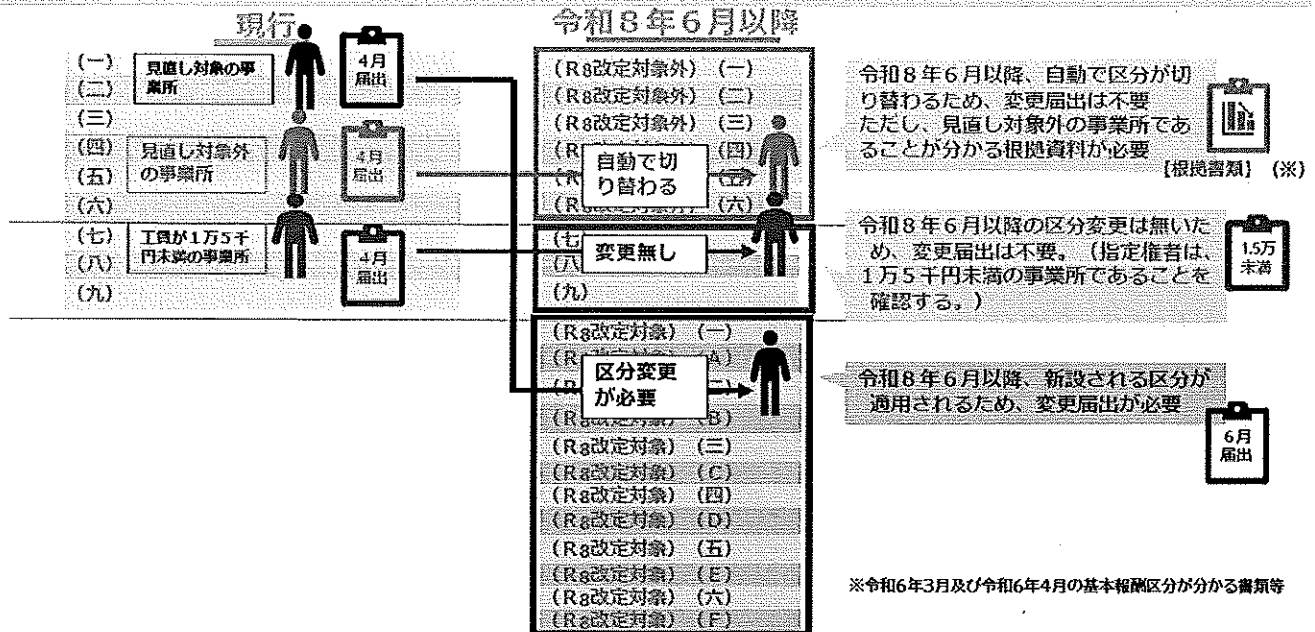 現行
(一)
(二)
(三)
(四)
(五)
(六)
(七)
(八)
(九)
見直し対象の事
業所
4月
届出
見直し対象外
の事業所
4月
届出
工賃が1万5千
円未満の事業所
4月
届出
令和8年6月以降
(R8改定対象外) (一)
(R8改定対象外) (二)
(R8改定対象外) (三)
(四)
自動で切
り替わる
(六)
変更無し
(九)
(R8改定対象) (一)
区分変更
が必要
(R8改定対象) (三)
(R8改定対象) (C)
(R8改定対象) (四)
(R8改定対象) (D)
(R8改定対象) (五)
(R8改定対象) (E)
(R8改定対象) (六)
(R8改定対象) (F)
令和8年6月以降、自動で区分が切
り替わるため、変更届出は不要
ただし、見直し対象外の事業所であ
ることが分かる根拠資料が必要
【根拠書類】 (※)
令和8年6月以降の区分変更は無いた
め、変更届出は不要。(指定権者は、
1万5千円未満の事業所であることを
確認する。)
1.5万
未満
令和8年6月以降、新設される区分が
適用されるため、変更届出が必要
6月
届出
※令和6年3月及び令和6年4月の基本報酬区分が分かる書類等